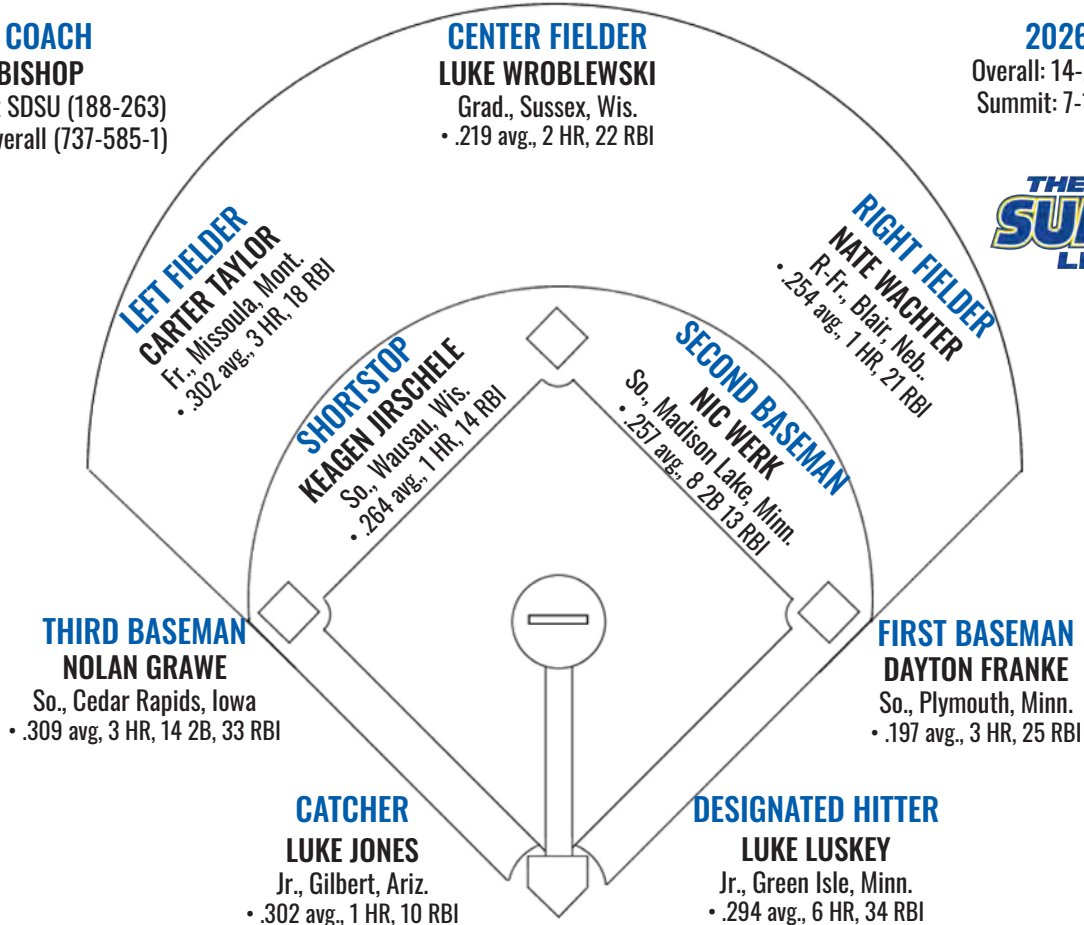 COACH
BISHOP
SDSU (188-263)
verall (737-585-1)
CENTER FIELDER
LUKE WROBLEWSKI
Grad., Sussex, Wis.
• .219 avg., 2 HR, 22 RBI
2026
Overall: 14-
Summit: 7-
THE
SU
L
LEFT FIELDER
CARTER TAYLOR
Fr., Missoula, Mont.
• .302 avg., 3 HR, 18 RBI
RIGHT FIELDER
NATE WACHTER
R-Fr., Blair, Neb..
• .254 avg., 1 HR, 21 RBI
SHORTSTOP
KEAGEN JIRSCHELE
So., Wausau, Wis.
• .264 avg., 1 HR, 14 RBI
SECOND BASEMAN
NIC WERK
So., Madison Lake, Minn.
• .257 avg., 8 2B 13 RBI
THIRD BASEMAN
NOLAN GRAWE
So., Cedar Rapids, Iowa
• .309 avg, 3 HR, 14 2B, 33 RBI
FIRST BASEMAN
DAYTON FRANKE
So., Plymouth, Minn.
• .197 avg., 3 HR, 25 RBI
CATCHER
LUKE JONES
Jr., Gilbert, Ariz.
• .302 avg., 1 HR, 10 RBI
DESIGNATED HITTER
LUKE LUSKEY
Jr., Green Isle, Minn.
• .294 avg., 6 HR, 34 RBI